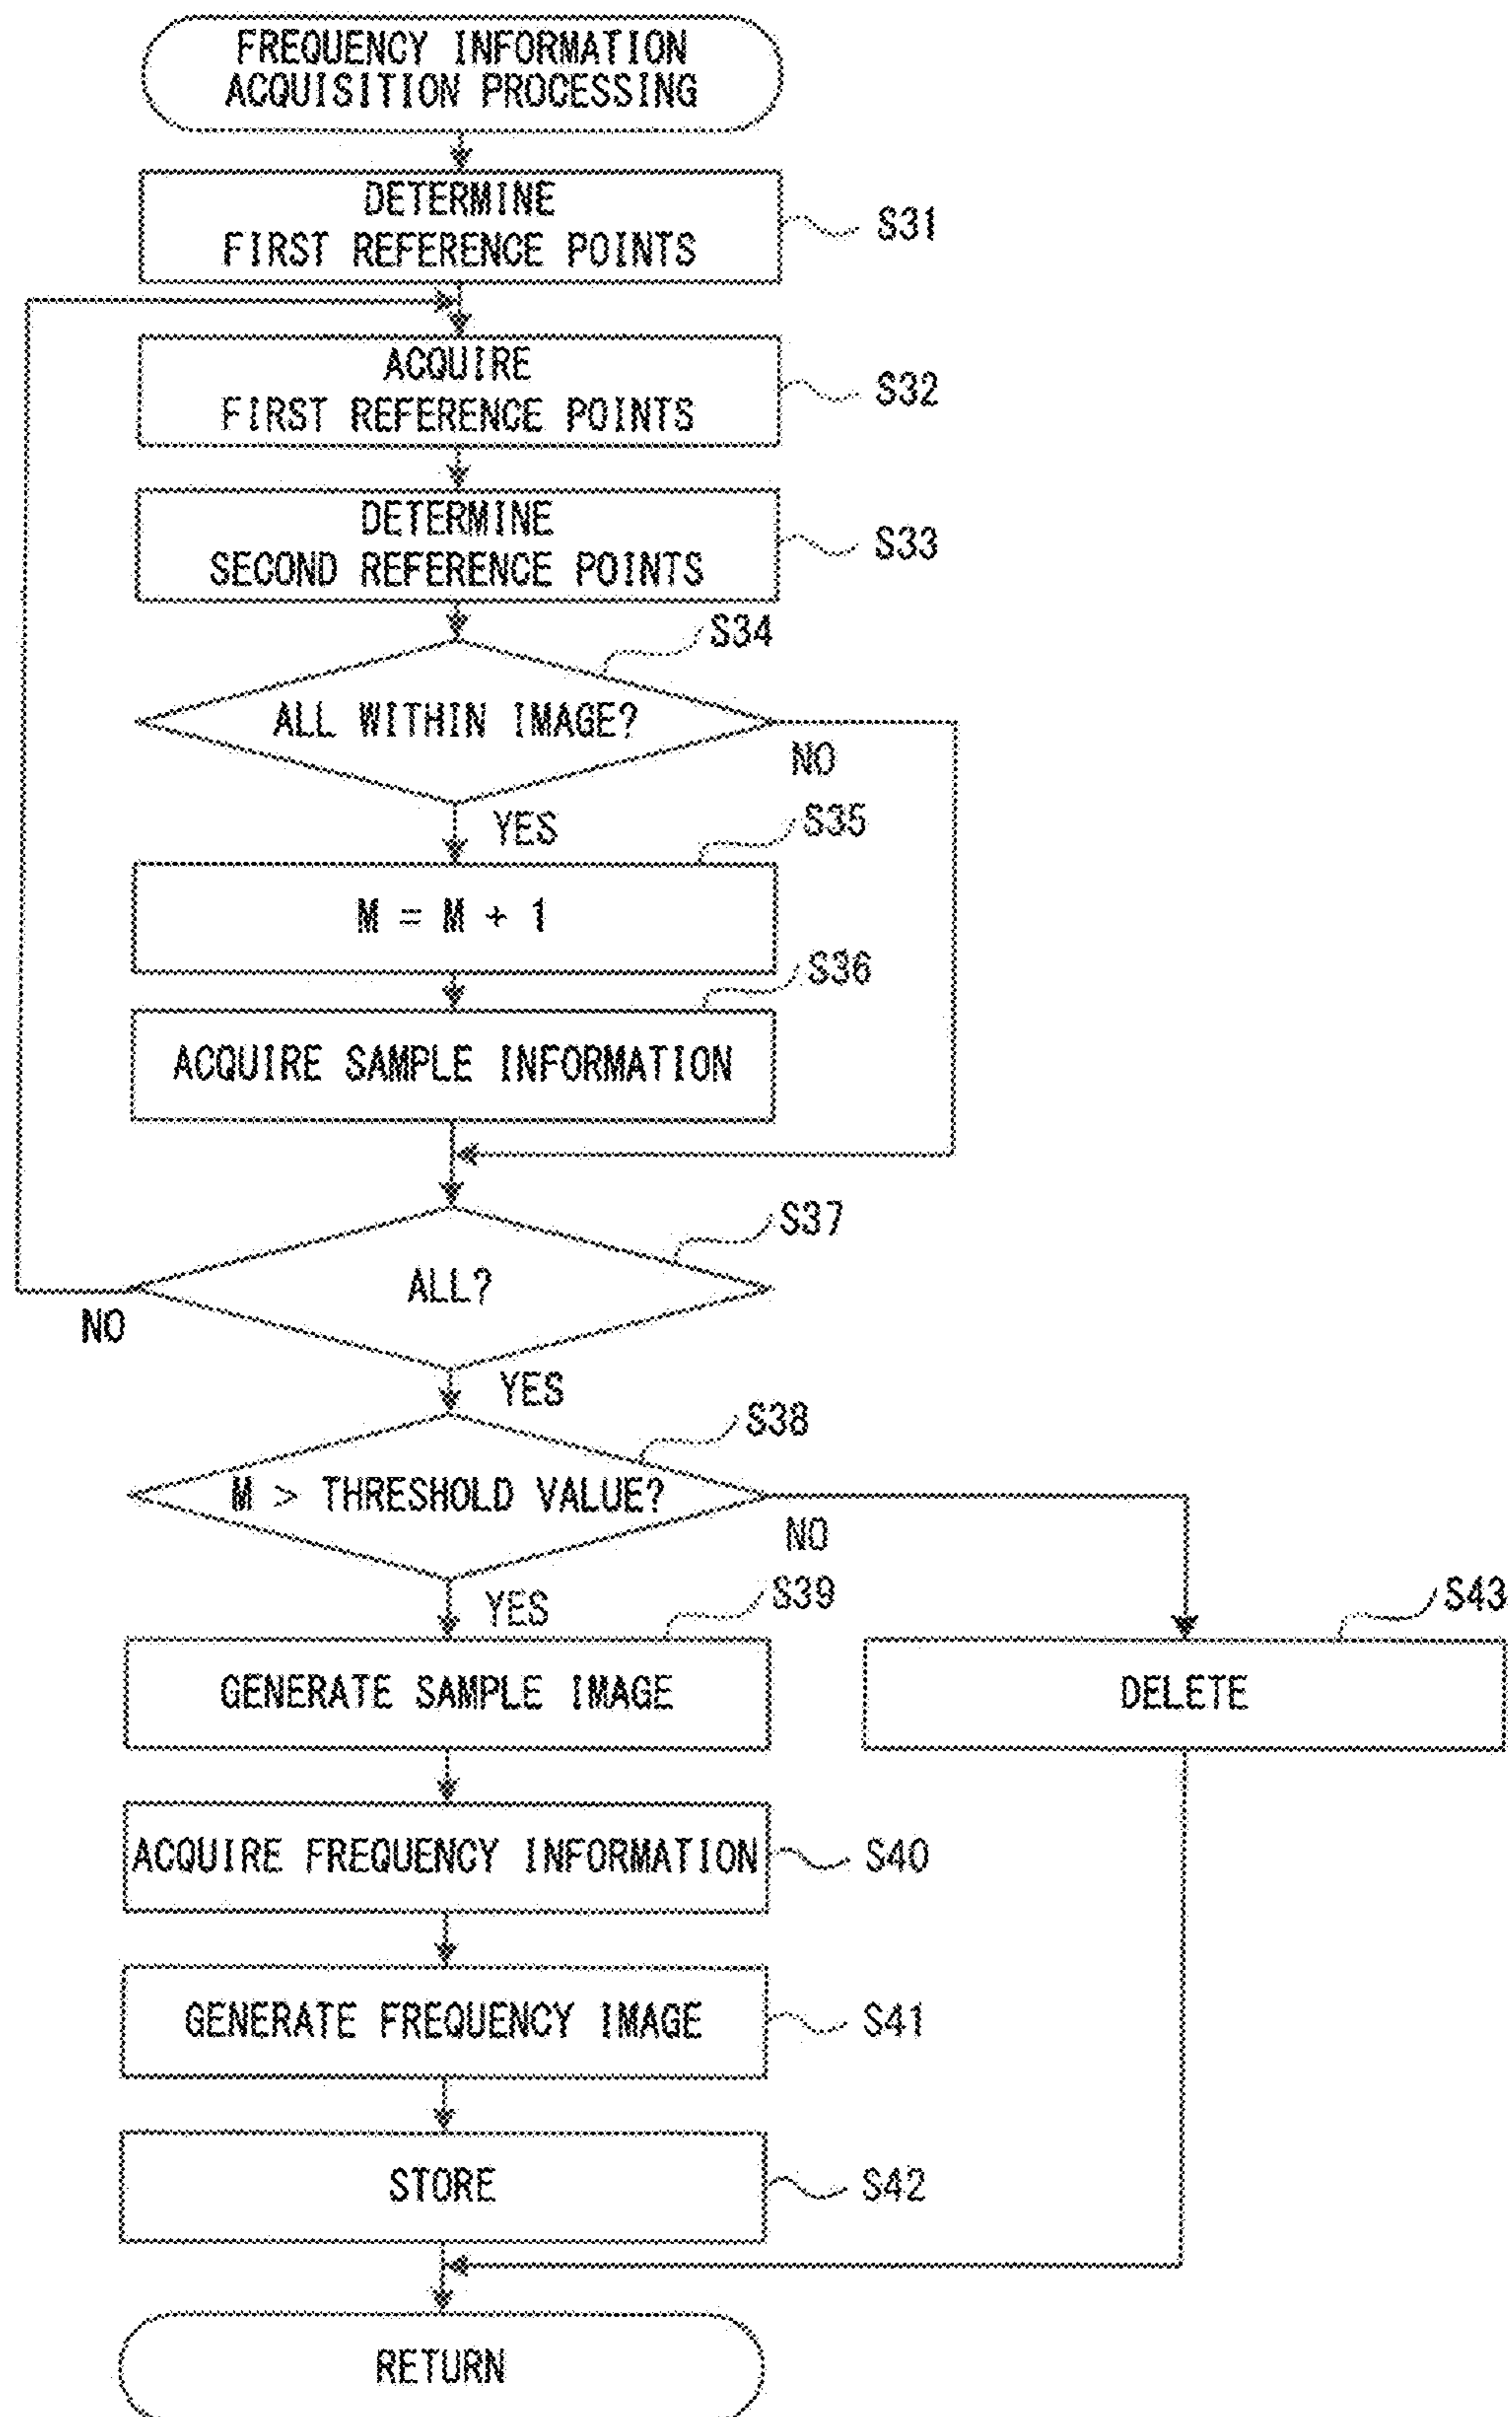 FREQUENCY INFORMATION
ACQUISITION PROCESSING
DETERMINE
FIRST REFERENCE POINTS
S31
ACQUIRE
FIRST REFERENCE POINTS
S32
DETERMINE
SECOND REFERENCE POINTS
S33
S34
ALL WITHIN IMAGE?
NO
YES
S35
M = M + 1
S36
ACQUIRE SAMPLE INFORMATION
S37
ALL?
NO
YES
S38
M > THRESHOLD VALUE?
NO
YES
S39
S43
GENERATE SAMPLE IMAGE
DELETE
ACQUIRE FREQUENCY INFORMATION
S40
GENERATE FREQUENCY IMAGE
S41
STORE
S42
RETURN